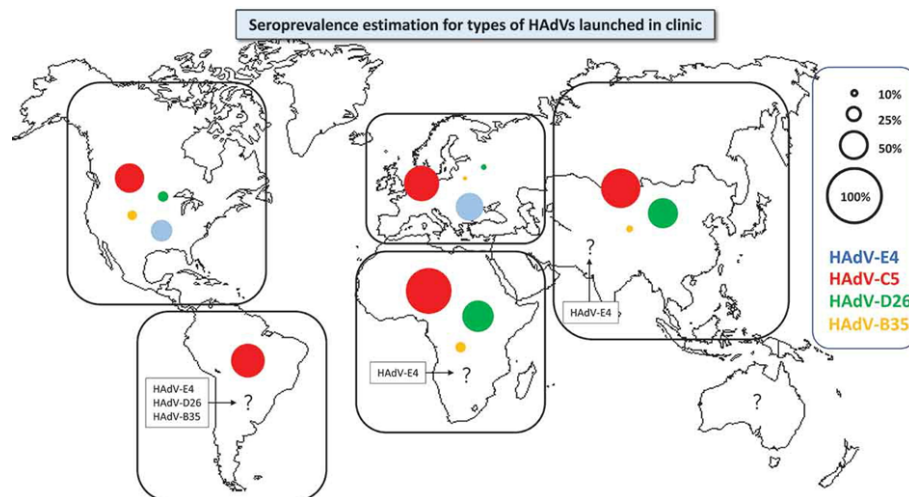 Seroprevalence estimation for types of HAdVs launched in clinic
10%
25%
50%
100%
HAdV-E4
HAdV-C5
HAdV-D26
HAdV-B35
?
HAdV-E4
HAdV-E4
?
HAdV-E4
HAdV-D26
HAdV-B35
?
?